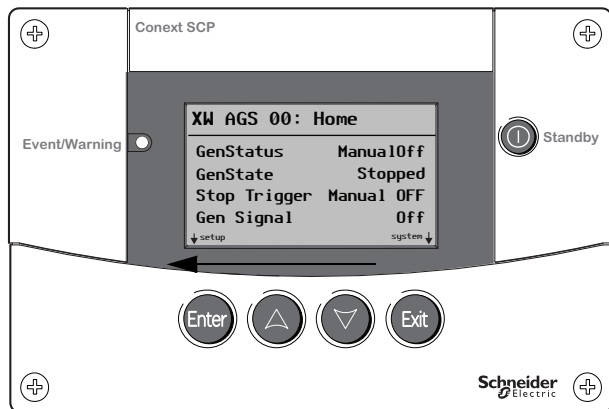 Conext SCP
Event/Warning
Standby
XW AGS 00: Home
GenStatus ManualOff
GenState Stopped
Stop Trigger Manual OFF
Gen Signal Off
setup system
Enter Exit
Schneider
Electric